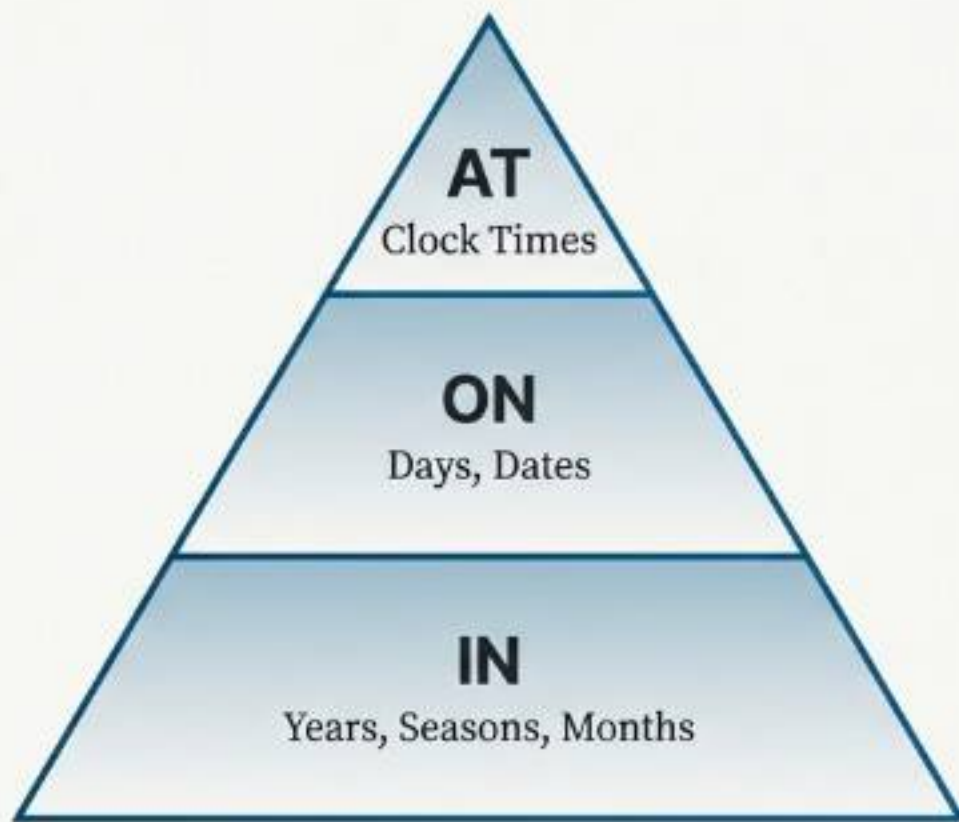 AT
Clock Times
ON
Days, Dates
IN
Years, Seasons, Months